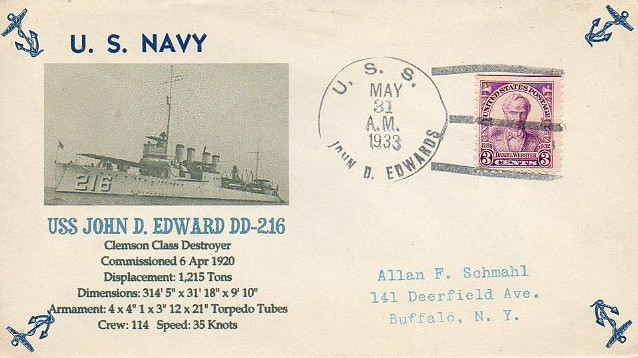 U. S. NAVY
216
USS JOHN D. EDWARD DD-216
Clemson Class Destroyer
Commissioned 6 Apr 1920
Displacement: 1,215 Tons
Dimensions: 314' 5" x 31' 18" x 9' 10"
Armament: 4 x 4" 1 x 3" 12 x 21" Torpedo Tubes
Crew: 114 Speed: 35 Knots
U. S. S.
MAY
31
A.M.
1933
JOHN D. EDWARDS
UNITED STATES POSTAGE
1782 1932
DANIEL WEBSTER
3 CENTS 3
Allan F. Schmahl
141 Deerfield Ave.
Buffalo, N. Y.